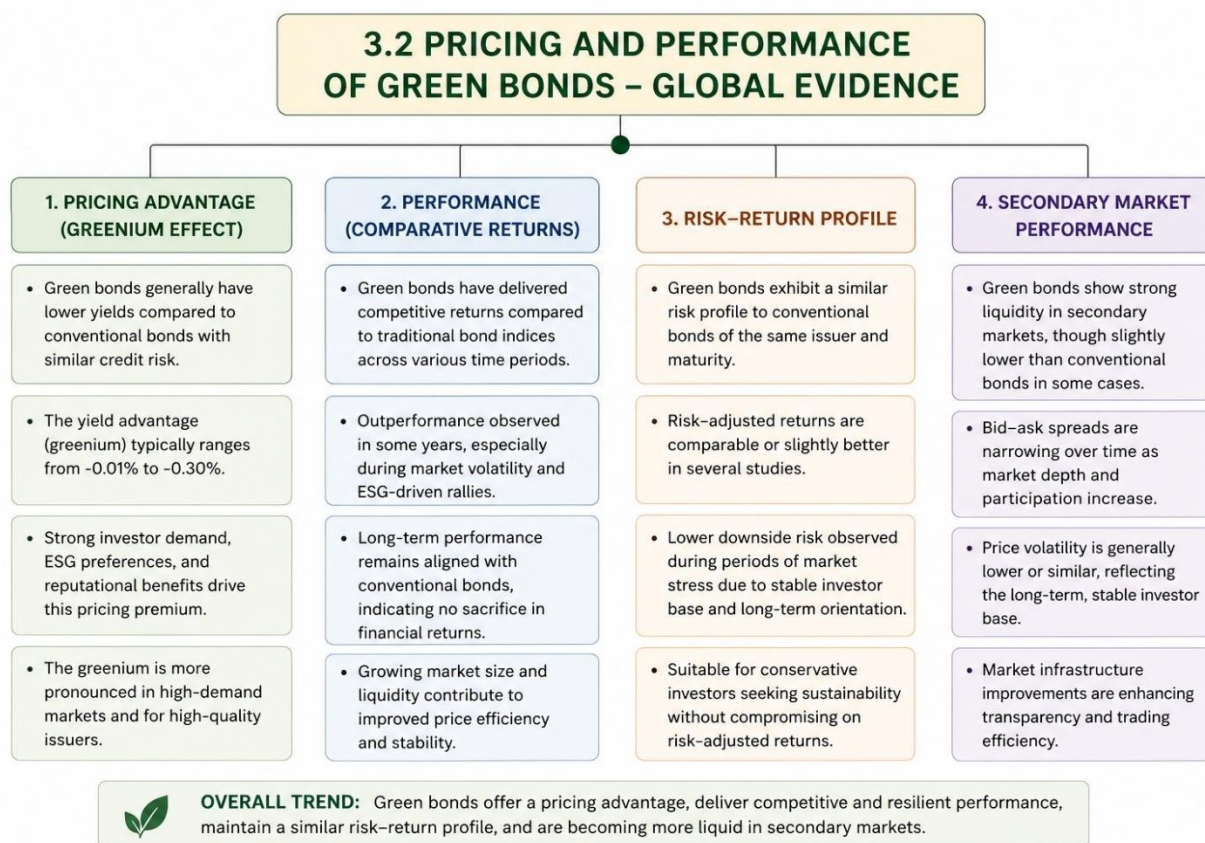 3.2 PRICING AND PERFORMANCE
OF GREEN BONDS – GLOBAL EVIDENCE
1. PRICING ADVANTAGE
(GREENIUM EFFECT)
• Green bonds generally have
lower yields compared to
conventional bonds with
similar credit risk.
• The yield advantage
(greenium) typically ranges
from -0.01% to -0.30%.
• Strong investor demand,
ESG preferences, and
reputational benefits drive
this pricing premium.
• The greenium is more
pronounced in high-demand
markets and for high-quality
issuers.
2. PERFORMANCE
(COMPARATIVE RETURNS)
• Green bonds have delivered
competitive returns compared
to traditional bond indices
across various time periods.
• Outperformance observed
in some years, especially
during market volatility and
ESG-driven rallies.
• Long-term performance
remains aligned with
conventional bonds,
indicating no sacrifice in
financial returns.
• Growing market size and
liquidity contribute to
improved price efficiency
and stability.
3. RISK–RETURN PROFILE
• Green bonds exhibit a similar
risk profile to conventional
bonds of the same issuer and
maturity.
• Risk–adjusted returns are
comparable or slightly better
in several studies.
• Lower downside risk observed
during periods of market
stress due to stable investor
base and long-term orientation.
• Suitable for conservative
investors seeking sustainability
without compromising on
risk-adjusted returns.
4. SECONDARY MARKET
PERFORMANCE
• Green bonds show strong
liquidity in secondary
markets, though slightly
lower than conventional
bonds in some cases.
• Bid–ask spreads are
narrowing over time as
market depth and
participation increase.
• Price volatility is generally
lower or similar, reflecting
the long-term, stable investor
base.
• Market infrastructure
improvements are enhancing
transparency and trading
efficiency.
OVERALL TREND: Green bonds offer a pricing advantage, deliver competitive and resilient performance,
maintain a similar risk–return profile, and are becoming more liquid in secondary markets.